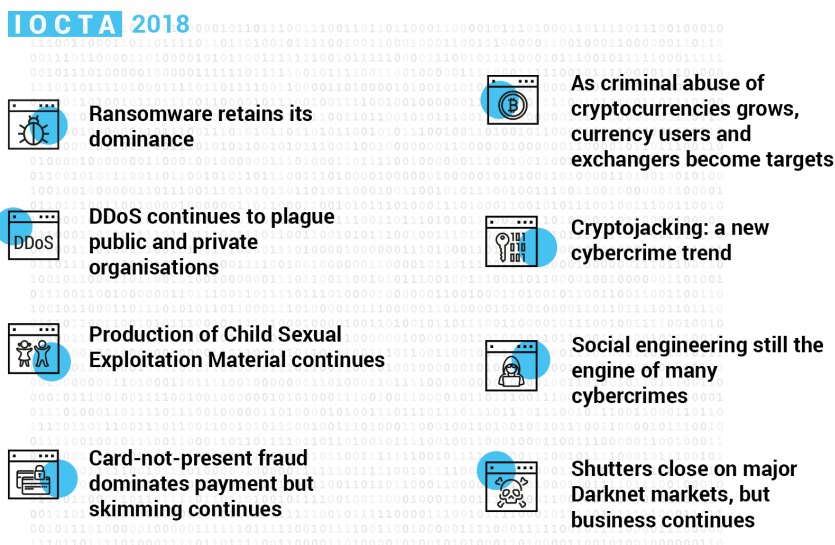 IOCTA 2018
Ransomware retains its
dominance
DDoS
DDoS continues to plague
public and private
organisations
Production of Child Sexual
Exploitation Material continues
Card-not-present fraud
dominates payment but
skimming continues
As criminal abuse of
cryptocurrencies grows,
currency users and
exchangers become targets
101
010
001
Cryptojacking: a new
cybercrime trend
Social engineering still the
engine of many
cybercrimes
Shutters close on major
Darknet markets, but
business continues